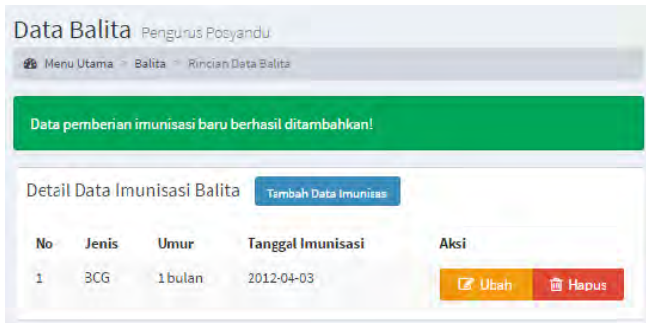 Data Balita Pengurus Posyandu
Menu Utama > Balita > Rincian Data Balita
Data pemberian imunisasi baru berhasil ditambahkan!
Detail Data Imunisasi Balita Tambah Data Imunisasi
No Jenis Umur Tanggal Imunisasi Aksi
1 BCG 1 bulan 2012-04-03 Ubah Hapus